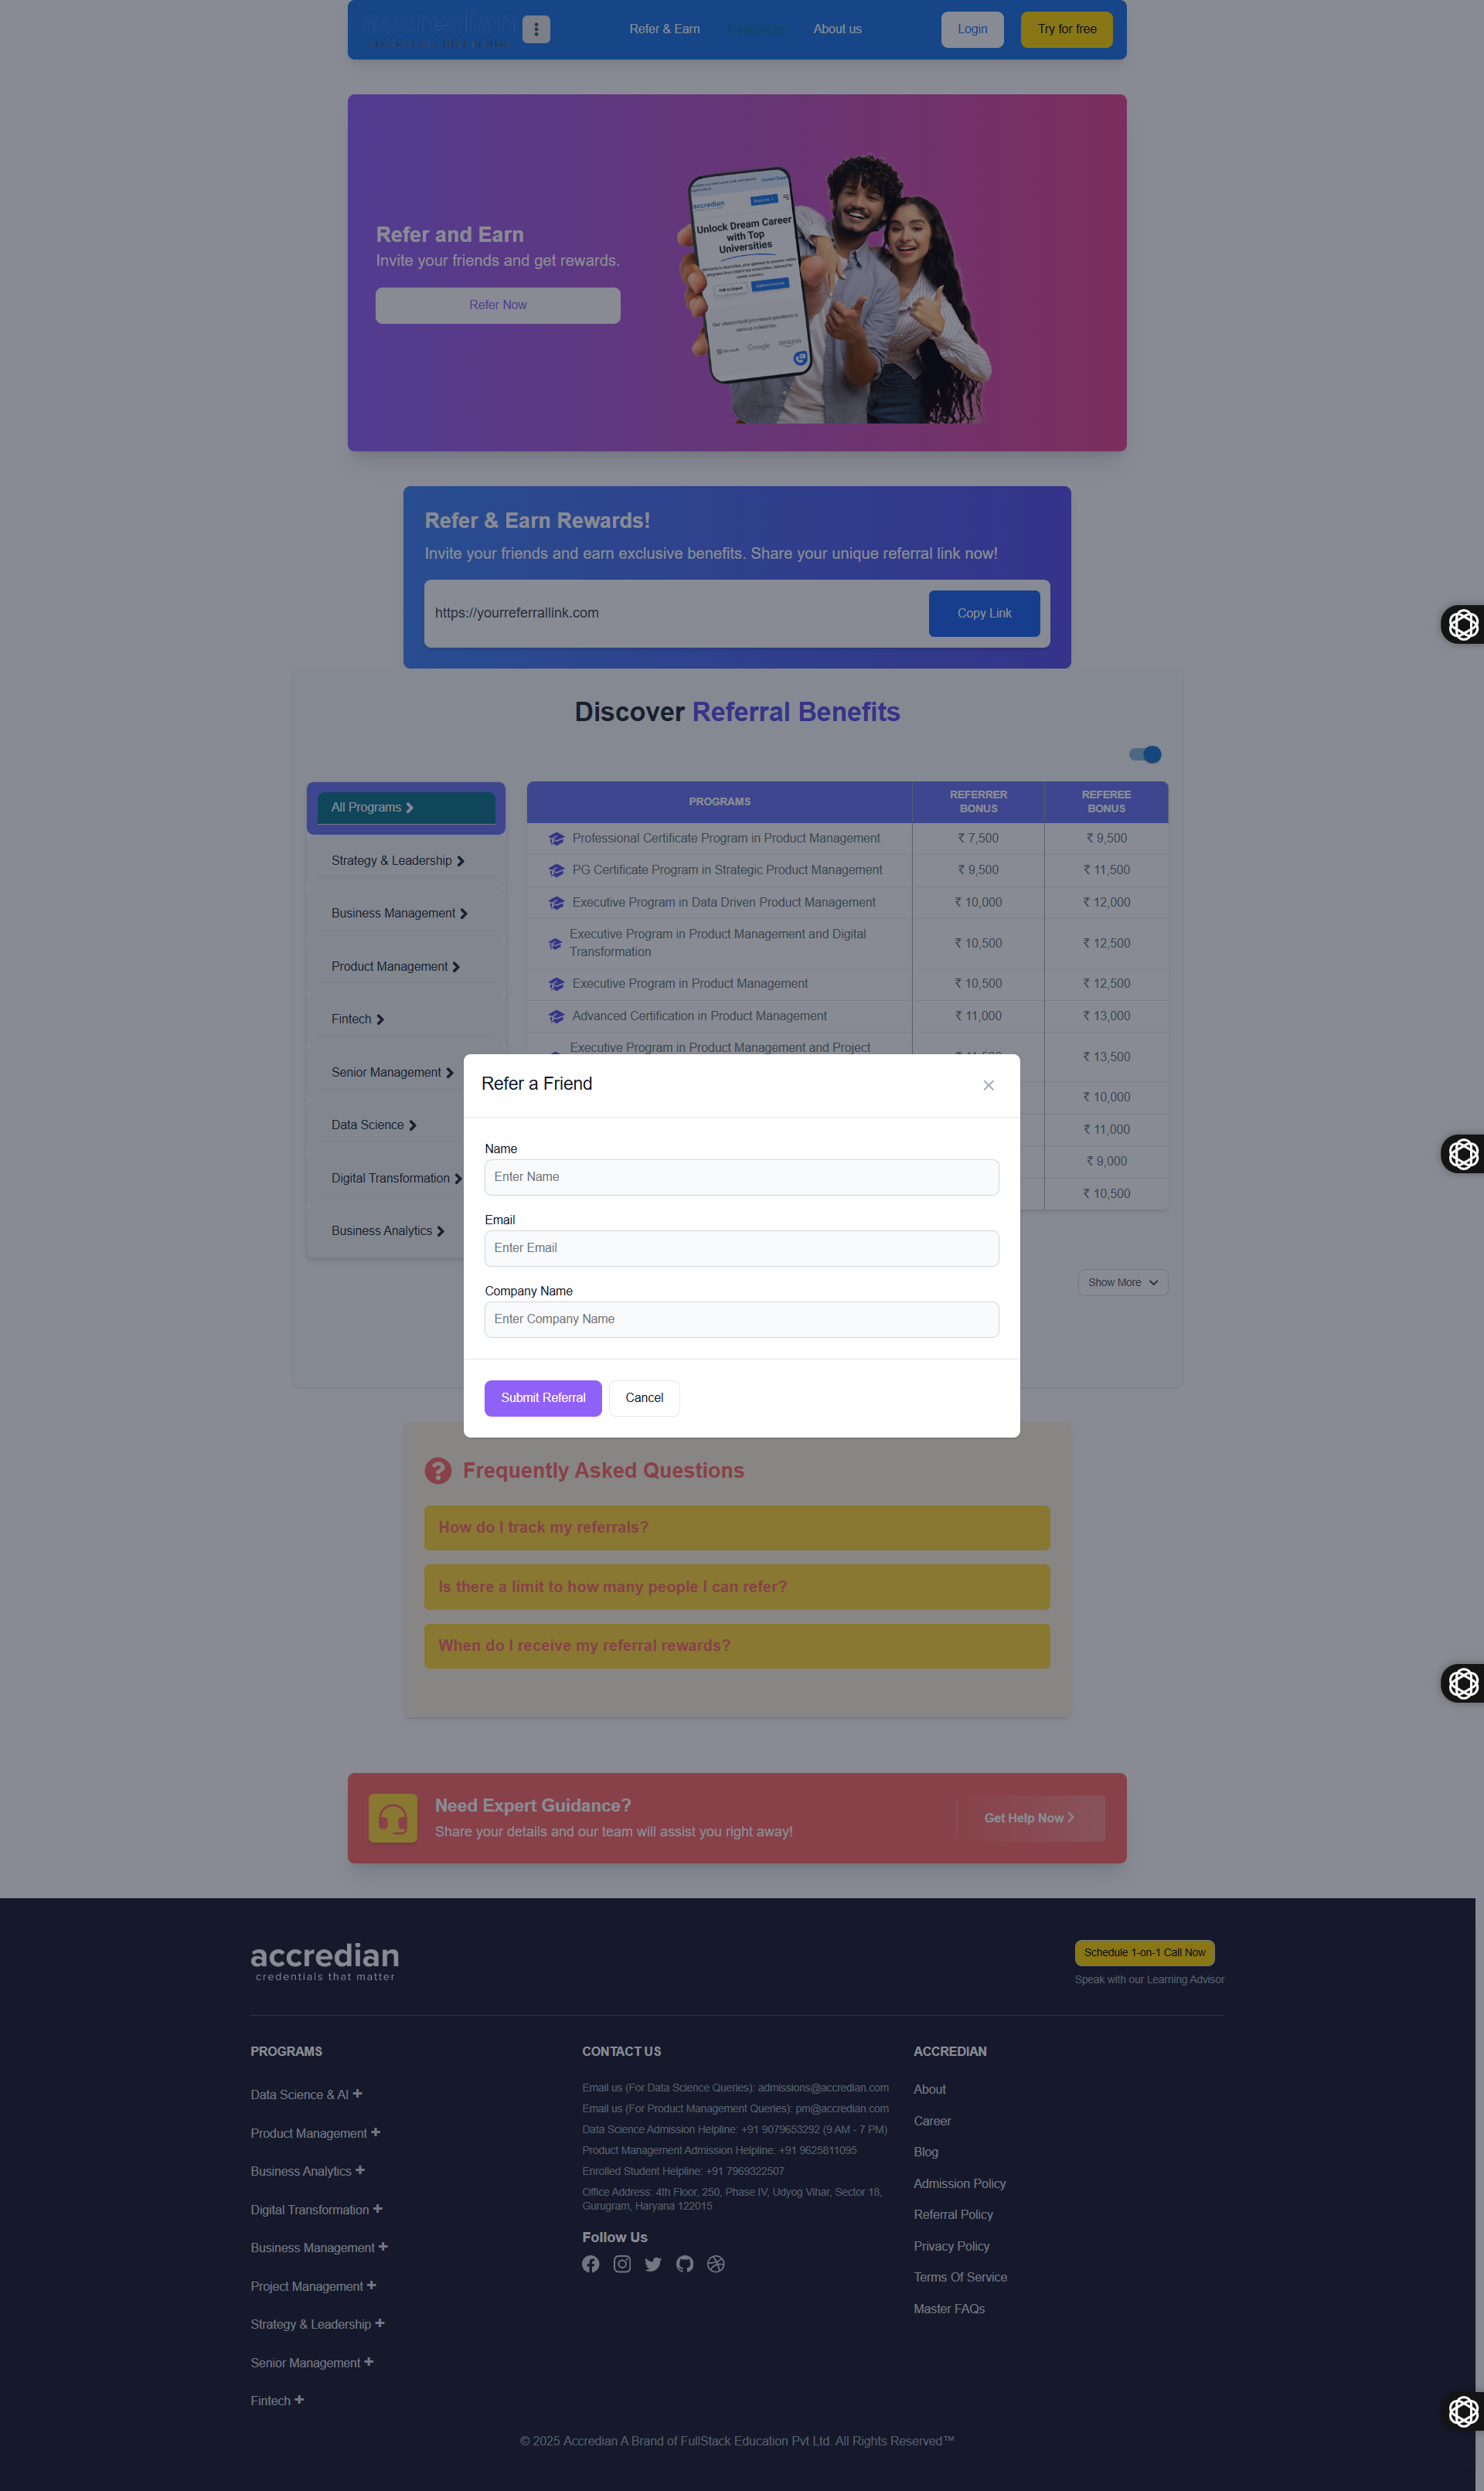 accredian
credentials that matter
Refer & Earn
Resources
About us
Login
Try for free
Refer and Earn
Invite your friends and get rewards.
Refer Now
accredian
Unlock Dream Career
with Top
Universities
Our alumni hold prominent positions in
various industries.
Microsoft
Google
amazon
Refer & Earn Rewards!
Invite your friends and earn exclusive benefits. Share your unique referral link now!
https://yourreferrallink.com
Copy Link
Discover Referral Benefits
All Programs
Strategy & Leadership
Business Management
Product Management
Fintech
Senior Management
Data Science
Digital Transformation
Business Analytics
PROGRAMS
REFERRER
BONUS
REFEREE
BONUS
Professional Certificate Program in Product Management
₹ 7,500
₹ 9,500
PG Certificate Program in Strategic Product Management
₹ 9,500
₹ 11,500
Executive Program in Data Driven Product Management
₹ 10,000
₹ 12,000
Executive Program in Product Management and Digital
Transformation
₹ 10,500
₹ 12,500
Executive Program in Product Management
₹ 10,500
₹ 12,500
Advanced Certification in Product Management
₹ 11,000
₹ 13,000
Executive Program in Product Management and Project
₹ 13,500
₹ 10,000
₹ 11,000
₹ 9,000
₹ 10,500
Show More
Refer a Friend
Name
Enter Name
Email
Enter Email
Company Name
Enter Company Name
Submit Referral
Cancel
Frequently Asked Questions
How do I track my referrals?
Is there a limit to how many people I can refer?
When do I receive my referral rewards?
Need Expert Guidance?
Share your details and our team will assist you right away!
Get Help Now
accredian
credentials that matter
Schedule 1-on-1 Call Now
Speak with our Learning Advisor
PROGRAMS
Data Science & AI
Product Management
Business Analytics
Digital Transformation
Business Management
Project Management
Strategy & Leadership
Senior Management
Fintech
CONTACT US
Email us (For Data Science Queries): admissions@accredian.com
Email us (For Product Management Queries): pm@accredian.com
Data Science Admission Helpline: +91 9079653292 (9 AM - 7 PM)
Product Management Admission Helpline: +91 9625811095
Enrolled Student Helpline: +91 7969322507
Office Address: 4th Floor, 250, Phase IV, Udyog Vihar, Sector 18,
Gurugram, Haryana 122015
Follow Us
ACCREDIAN
About
Career
Blog
Admission Policy
Referral Policy
Privacy Policy
Terms Of Service
Master FAQs
© 2025 Accredian A Brand of FullStack Education Pvt Ltd. All Rights Reserved™